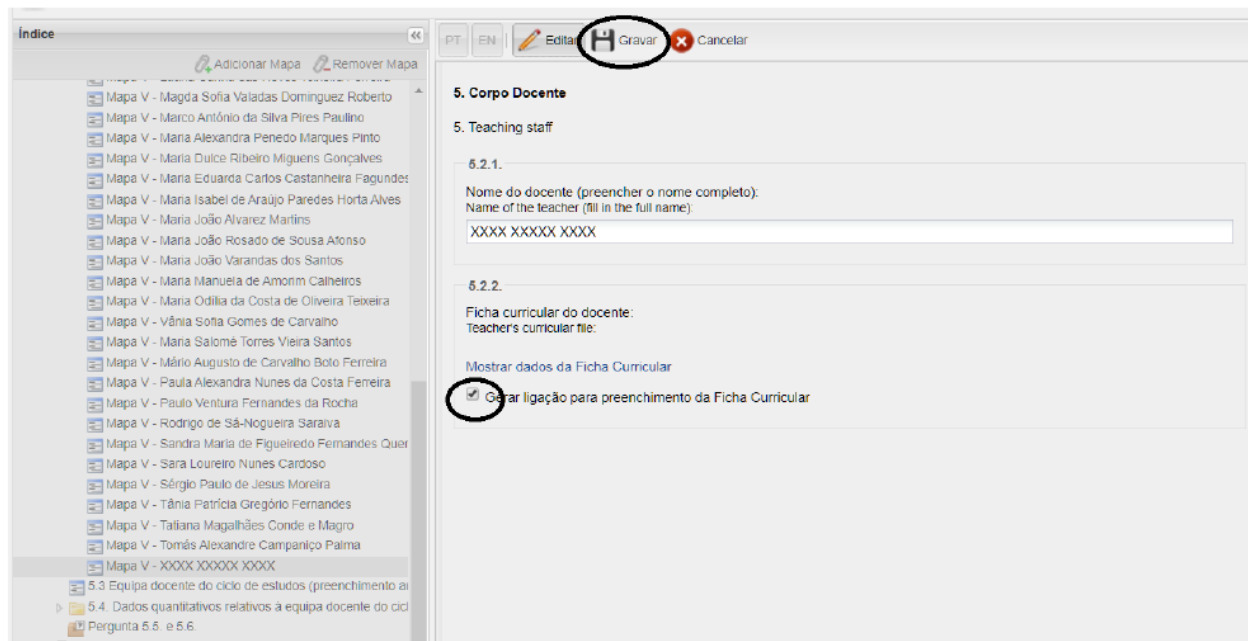 Índice
Adicionar Mapa Remover Mapa
Mapa V - Magda Sofia Valadas Dominguez Roberto
Mapa V - Marco António da Silva Pires Paulino
Mapa V - Maria Alexandra Penedo Marques Pinto
Mapa V - Maria Dulce Ribeiro Miguens Gonçalves
Mapa V - Maria Eduarda Carlos Castanheira Fagundes
Mapa V - Maria Isabel de Araújo Paredes Horta Alves
Mapa V - Maria João Alvarez Martins
Mapa V - Maria João Rosado de Sousa Afonso
Mapa V - Maria João Varandas dos Santos
Mapa V - Maria Manuela de Amorim Calheiros
Mapa V - Maria Odília da Costa de Oliveira Teixeira
Mapa V - Vânia Sofia Gomes de Carvalho
Mapa V - Maria Salomé Torres Vieira Santos
Mapa V - Mário Augusto de Carvalho Boto Ferreira
Mapa V - Paula Alexandra Nunes da Costa Ferreira
Mapa V - Paulo Ventura Fernandes da Rocha
Mapa V - Rodrigo de Sá-Nogueira Saraiva
Mapa V - Sandra Maria de Figueiredo Fernandes Quer
Mapa V - Sara Loureiro Nunes Cardoso
Mapa V - Sérgio Paulo de Jesus Moreira
Mapa V - Tânia Patrícia Gregório Fernandes
Mapa V - Tatiana Magalhães Conde e Magro
Mapa V - Tomás Alexandre Campaniço Palma
Mapa V - XXXX XXXXX XXXX
5.3 Equipa docente do ciclo de estudos (preenchimento au
5.4. Dados quantitativos relativos à equipa docente do cicl
Pergunta 5.5. e 5.6.
PT EN Editar Gravar Cancelar
5. Corpo Docente
5. Teaching staff
5.2.1.
Nome do docente (preencher o nome completo):
Name of the teacher (fill in the full name):
XXXX XXXXX XXXX
5.2.2.
Ficha curricular do docente:
Teacher's curricular file:
Mostrar dados da Ficha Curricular
Gerar ligação para preenchimento da Ficha Curricular